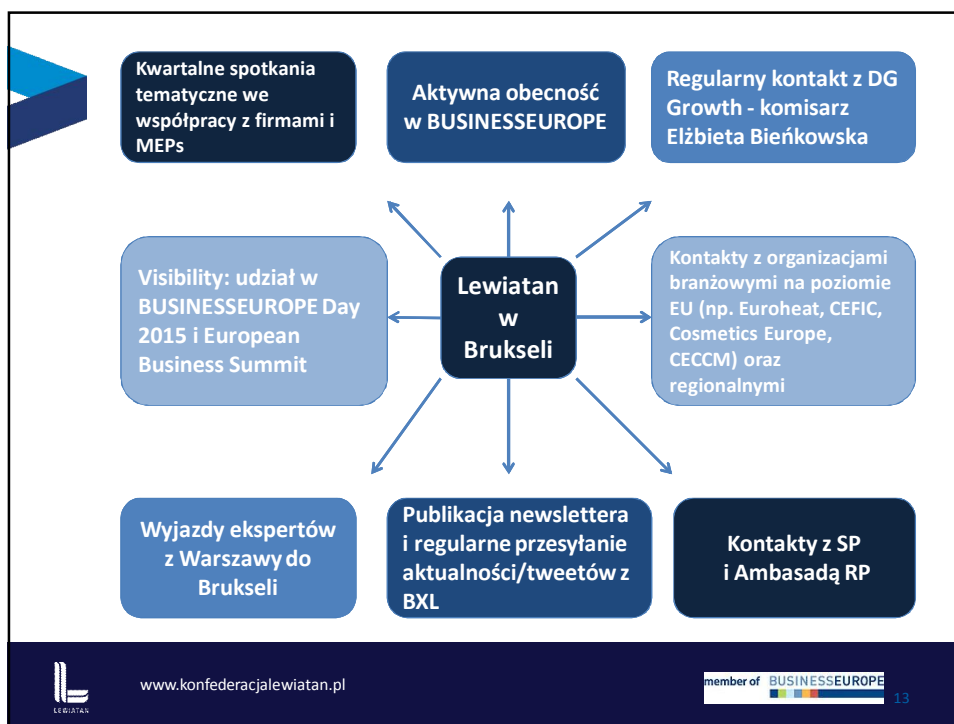 Kwartalne spotkania
tematyczne we
współpracy z firmami i
MEPs
Aktywna obecność
w BUSINESSEUROPE
Regularny kontakt z DG
Growth - komisarz
Elżbieta Bieńkowska
Visibility: udział w
BUSINESSEUROPE Day
2015 i European
Business Summit
Lewiatan
w
Brukseli
Kontakty z organizacjami
branżowymi na poziomie
EU (np. Euroheat, CEFIC,
Cosmetics Europe,
CECCM) oraz
regionalnymi
Wyjazdy ekspertów
z Warszawy do
Brukseli
Publikacja newslettera
i regularne przesyłanie
aktualności/tweetów z
BXL
Kontakty z SP
i Ambasadą RP
LEWIATAN
www.konfederacjalewiatan.pl
member of BUSINESSEUROPE
13